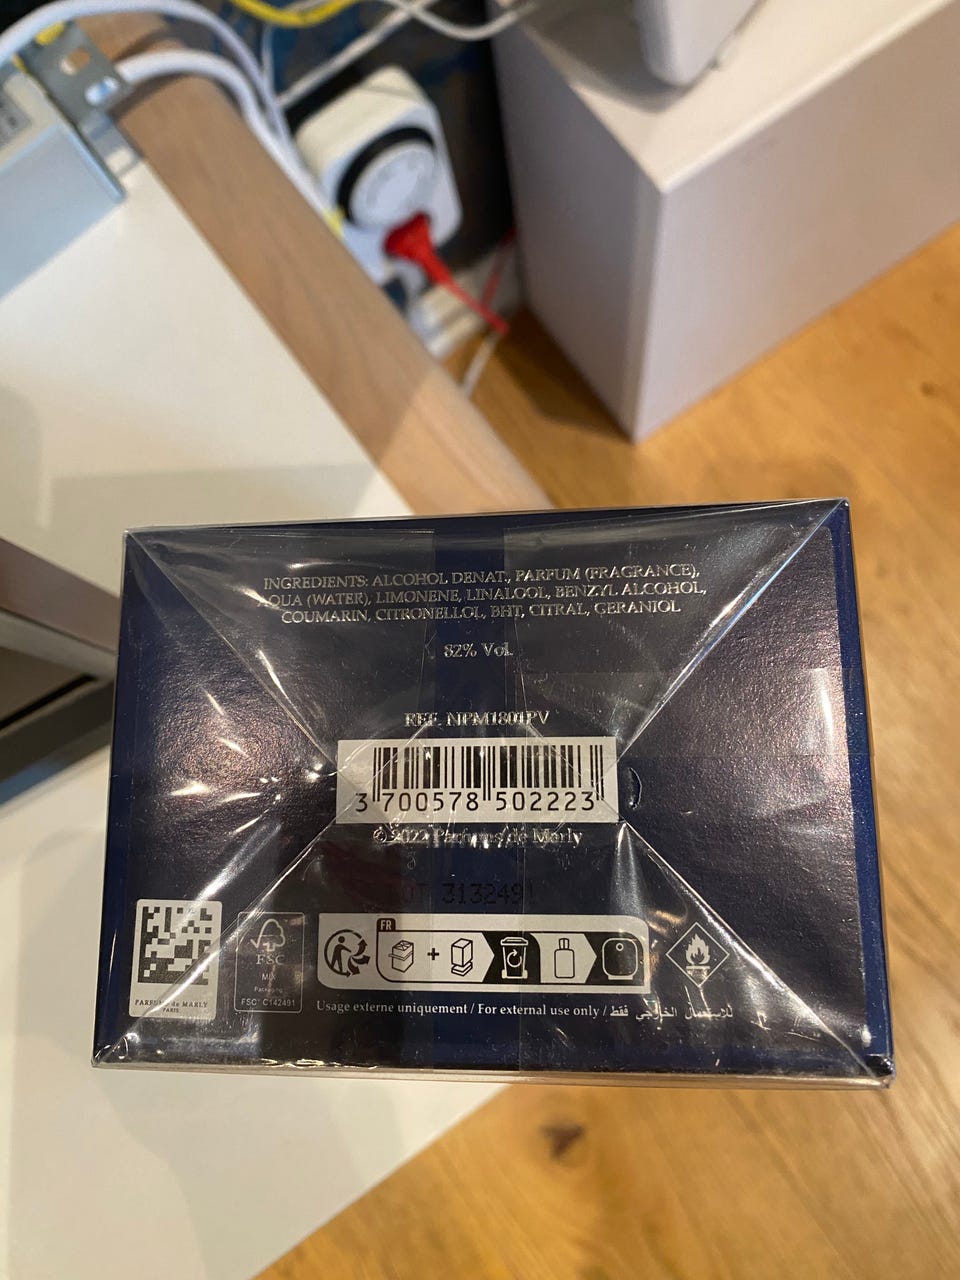 INGREDIENTS: ALCOHOL DENAT., PARFUM (FRAGRANCE),
AQUA (WATER), LIMONENE, LINALOOL, BENZYL ALCOHOL,
COUMARIN, CITRONELLOL, BHT, CITRAL, GERANIOL
82% Vol.
REF. NPM1801PV
3 700578 502223
© 2022 Parfums de Marly
LOT 3132491
FR
FSC
MIX
Packaging
FSC® C142491
PARFUMS de MARLY
PARIS
Usage externe uniquement / For external use only / للاستعمال الخارجي فقط